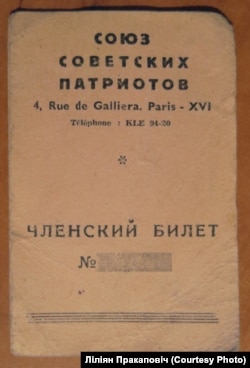 СОЮЗ
СОВЕТСКИХ
ПАТРИОТОВ
4, Rue de Galliera. Paris - XVI
Téléphone : KLE 94-20
*
ЧЛЕНСКИЙ БИЛЕТ
№
Ліліян Пракаповіч (Courtesy Photo)